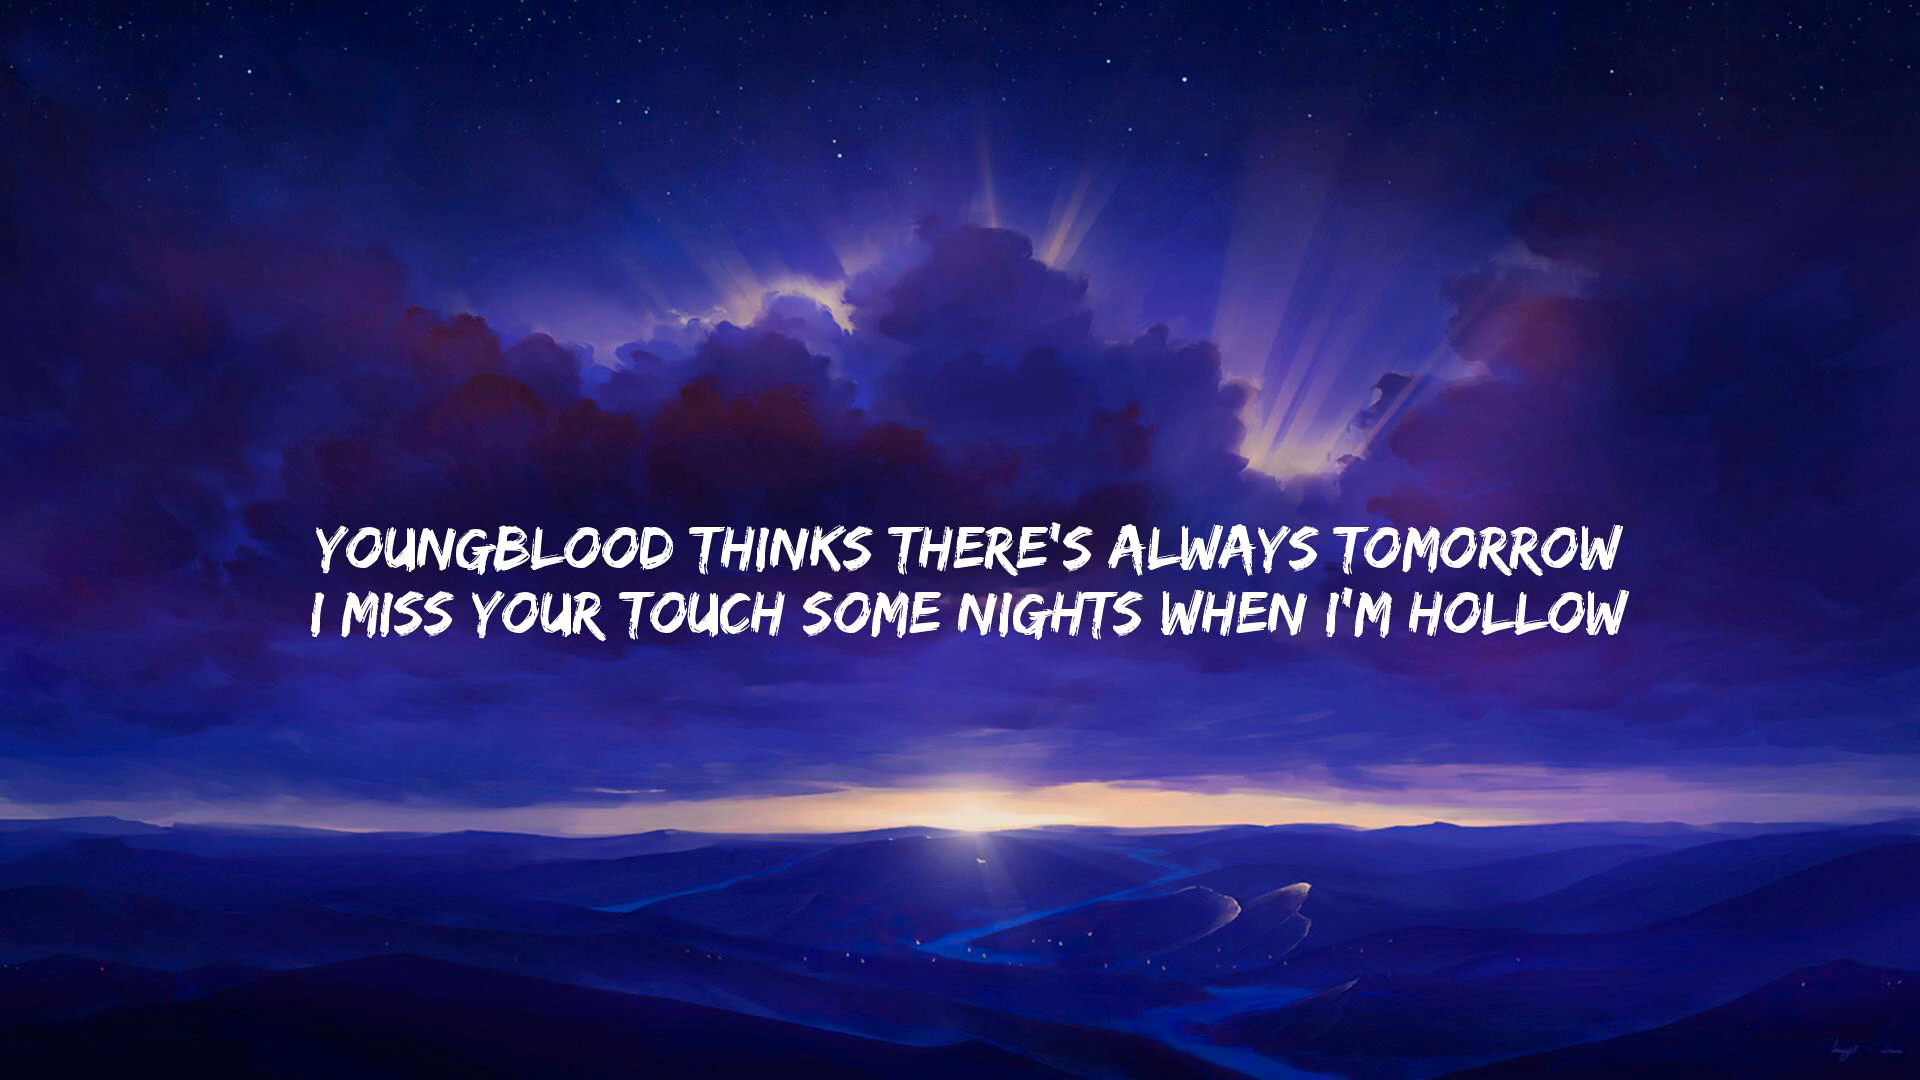 YOUNGBLOOD THINKS THERE'S ALWAYS TOMORROW
I MISS YOUR TOUCH SOME NIGHTS WHEN I'M HOLLOW